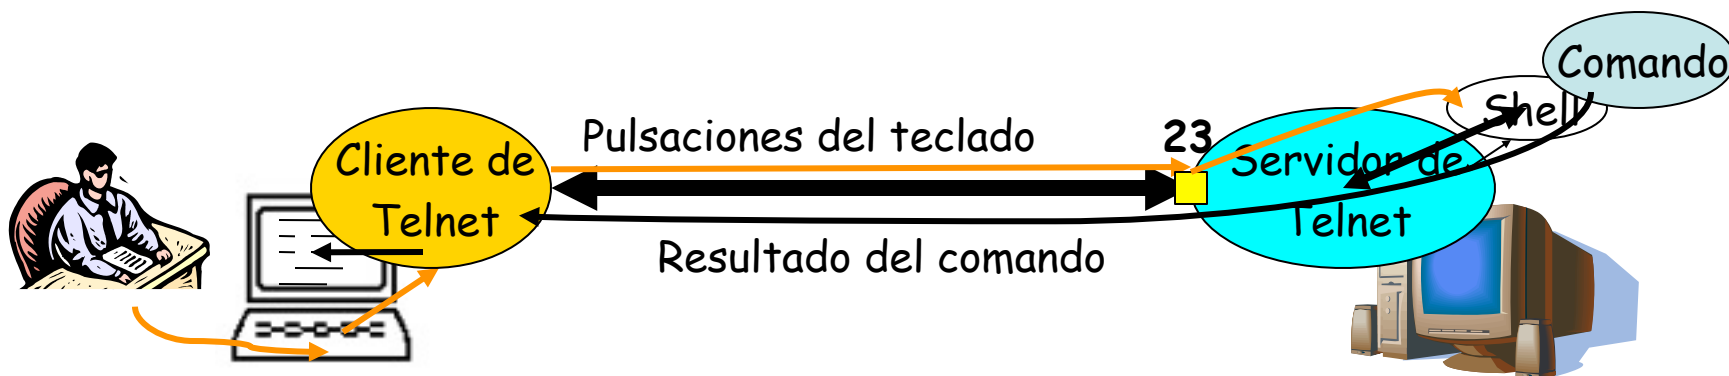 Comando
Shell
Pulsaciones del teclado
23
Cliente de
Telnet
Servidor de
Telnet
Resultado del comando